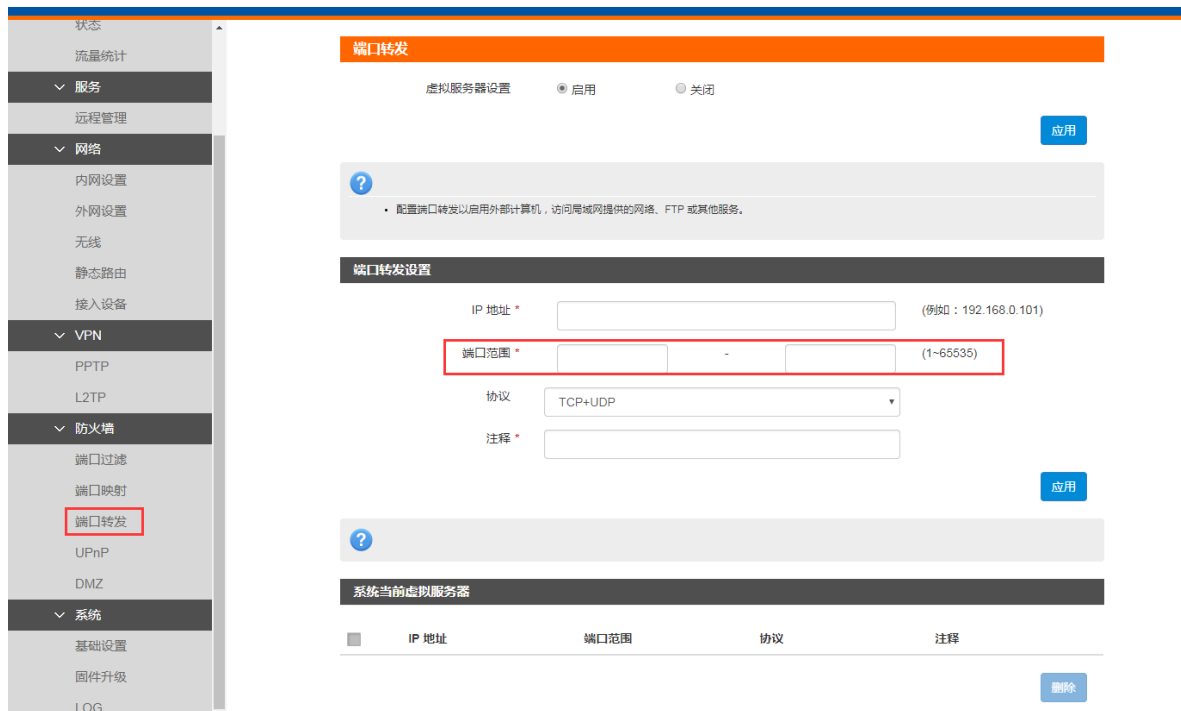 状态
流量统计
服务
远程管理
网络
内网设置
外网设置
无线
静态路由
接入设备
VPN
PPTP
L2TP
防火墙
端口过滤
端口映射
端口转发
UPnP
DMZ
系统
基础设置
固件升级
LOG
端口转发
虚拟服务器设置 启用 关闭
应用
?
• 配置端口转发以启用外部计算机，访问局域网提供的网络、FTP 或其他服务。
端口转发设置
IP 地址 * (例如：192.168.0.101)
端口范围 * - (1~65535)
协议 TCP+UDP
注释 *
应用
?
系统当前虚拟服务器
IP 地址 端口范围 协议 注释
删除